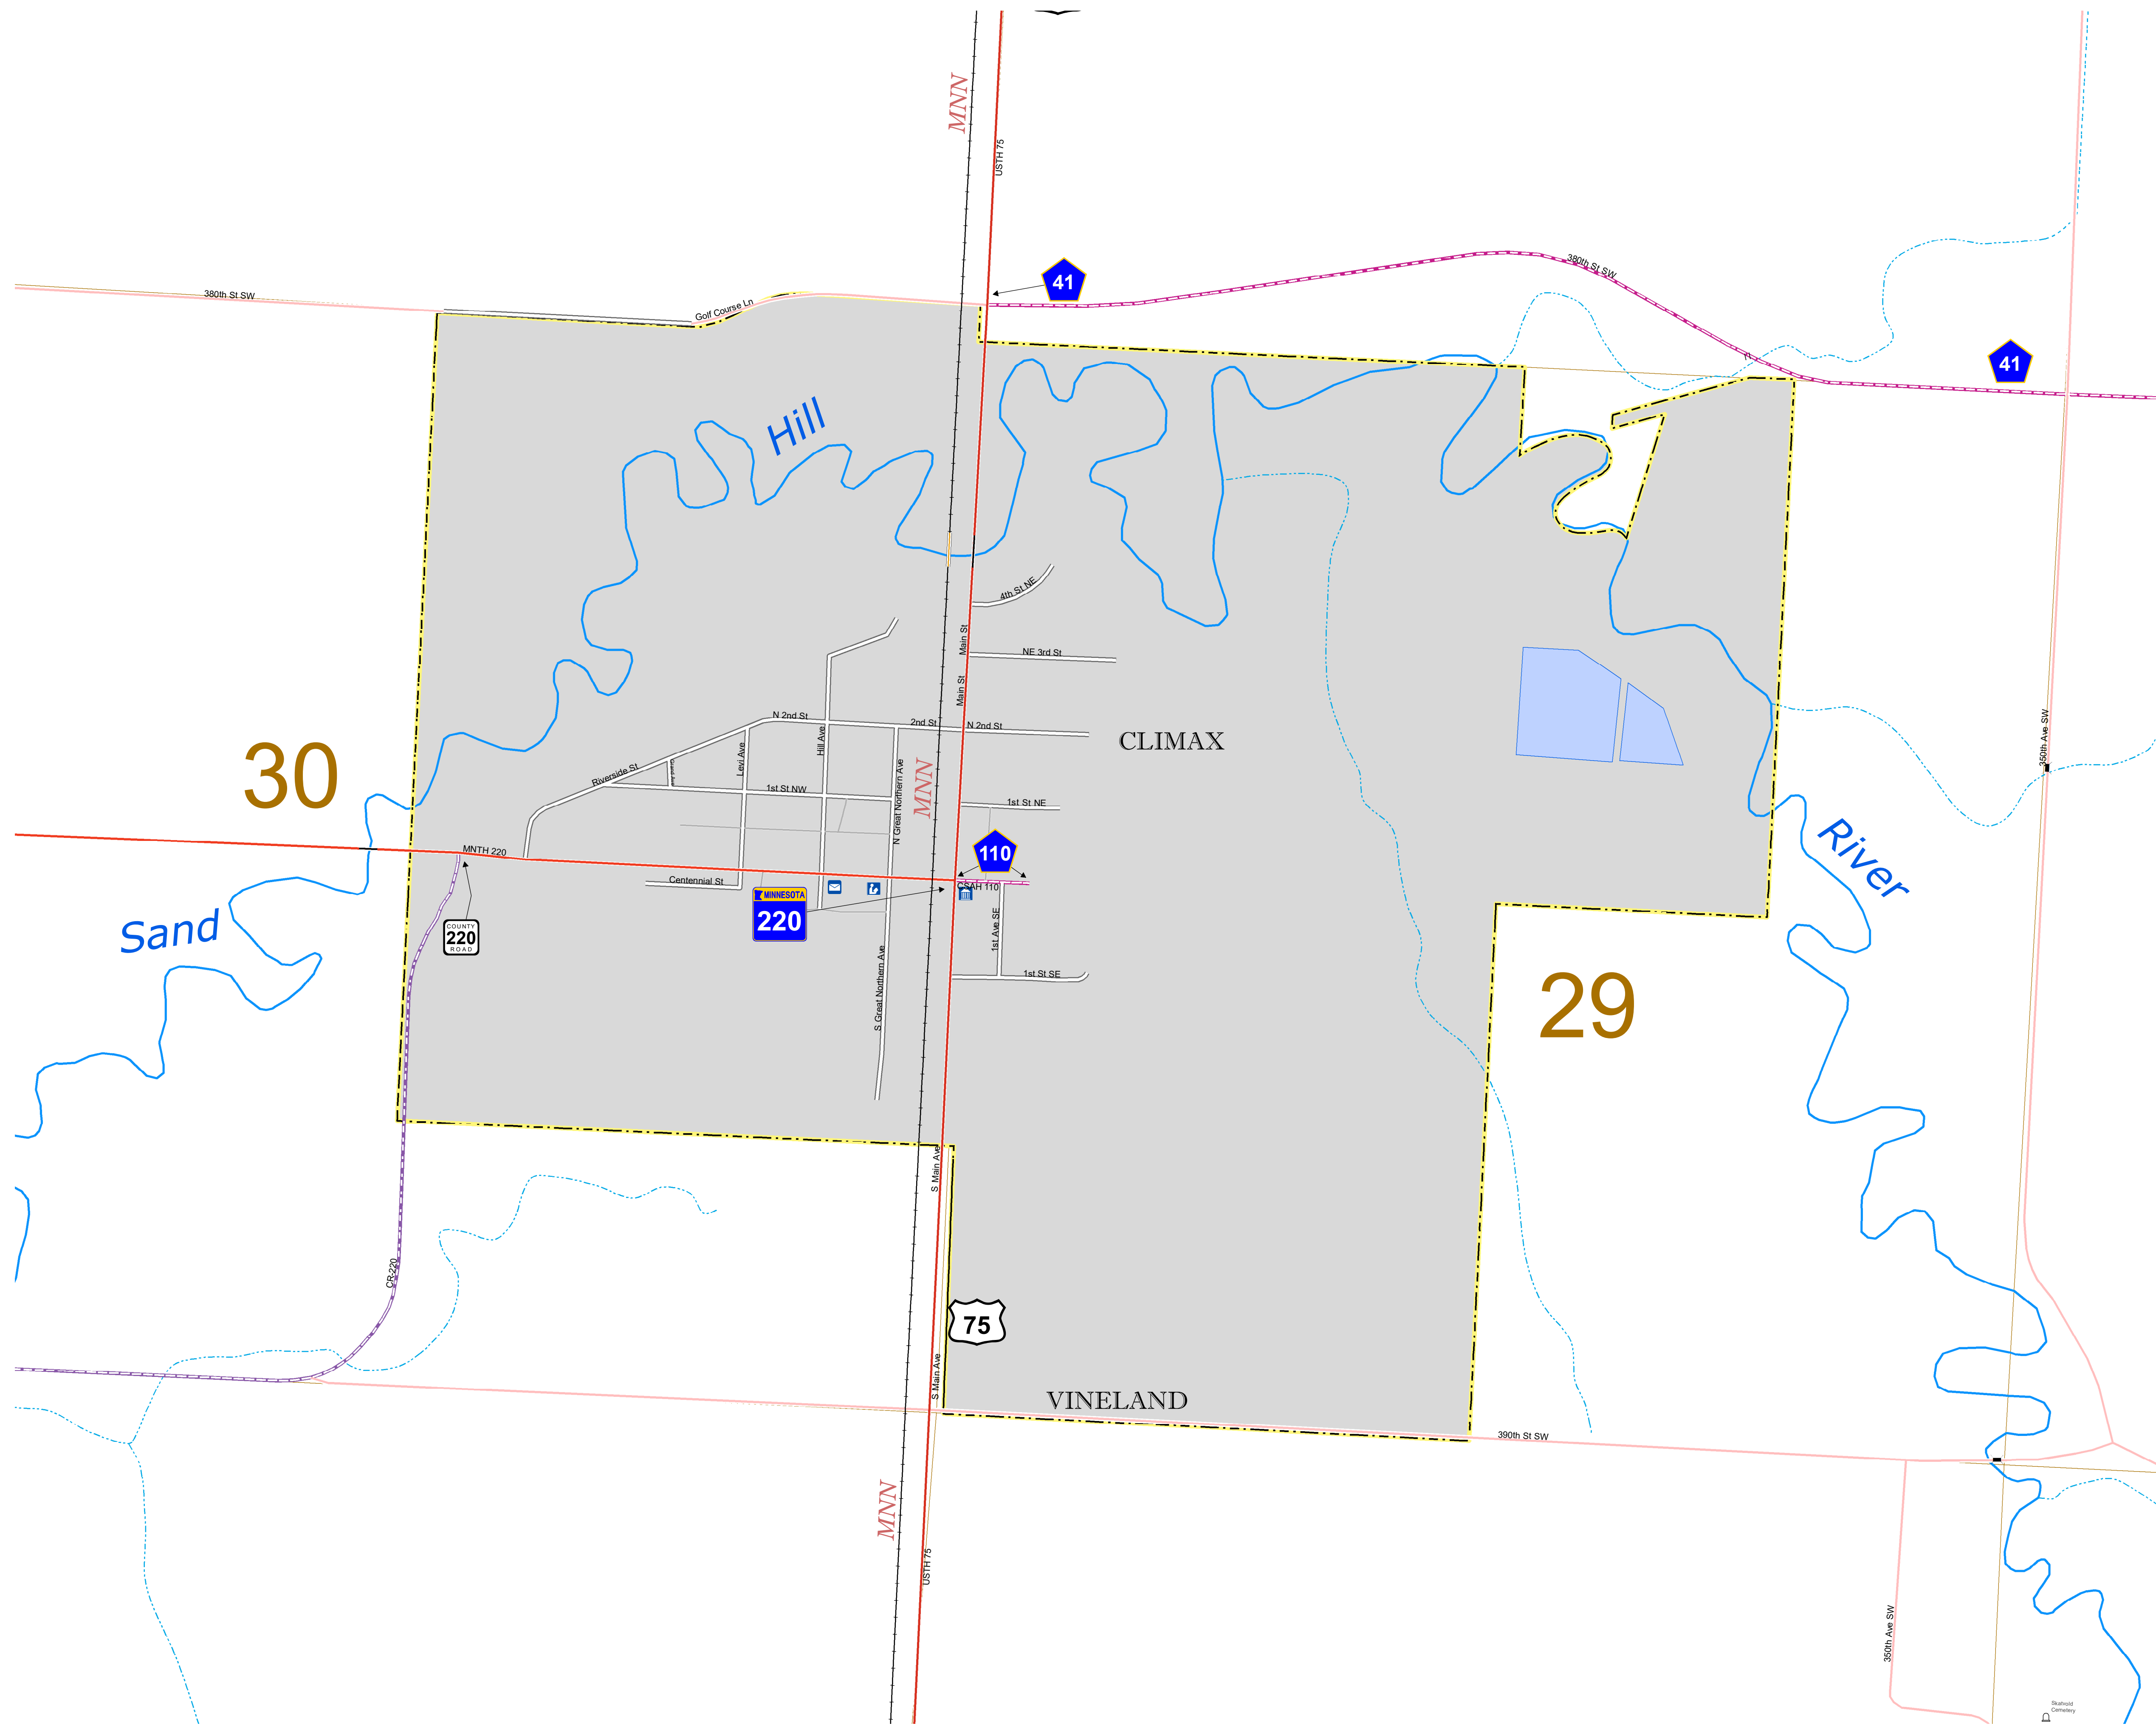 MNN
USTH 75
41
380th St SW
380th St SW
Golf Course Ln
41
Hill
4th St NE
Main St
NE 3rd St
Main St
N 2nd St
2nd St
N 2nd St
CLIMAX
30
Hill Ave
Levi Ave
Riverside St
1st St NW
N Great Northern Ave
MNN
1st St NE
350th Ave SW
River
MNTH 220
110
Centennial St
CSAH 110
MINNESOTA
220
Sand
COUNTY
220
ROAD
1st Ave SE
1st St SE
S Great Northern Ave
29
S Main Ave
CR-220
75
S Main Ave
VINELAND
390th St SW
MNN
USTH 75
350th Ave SW
Skatvold
Cemetery